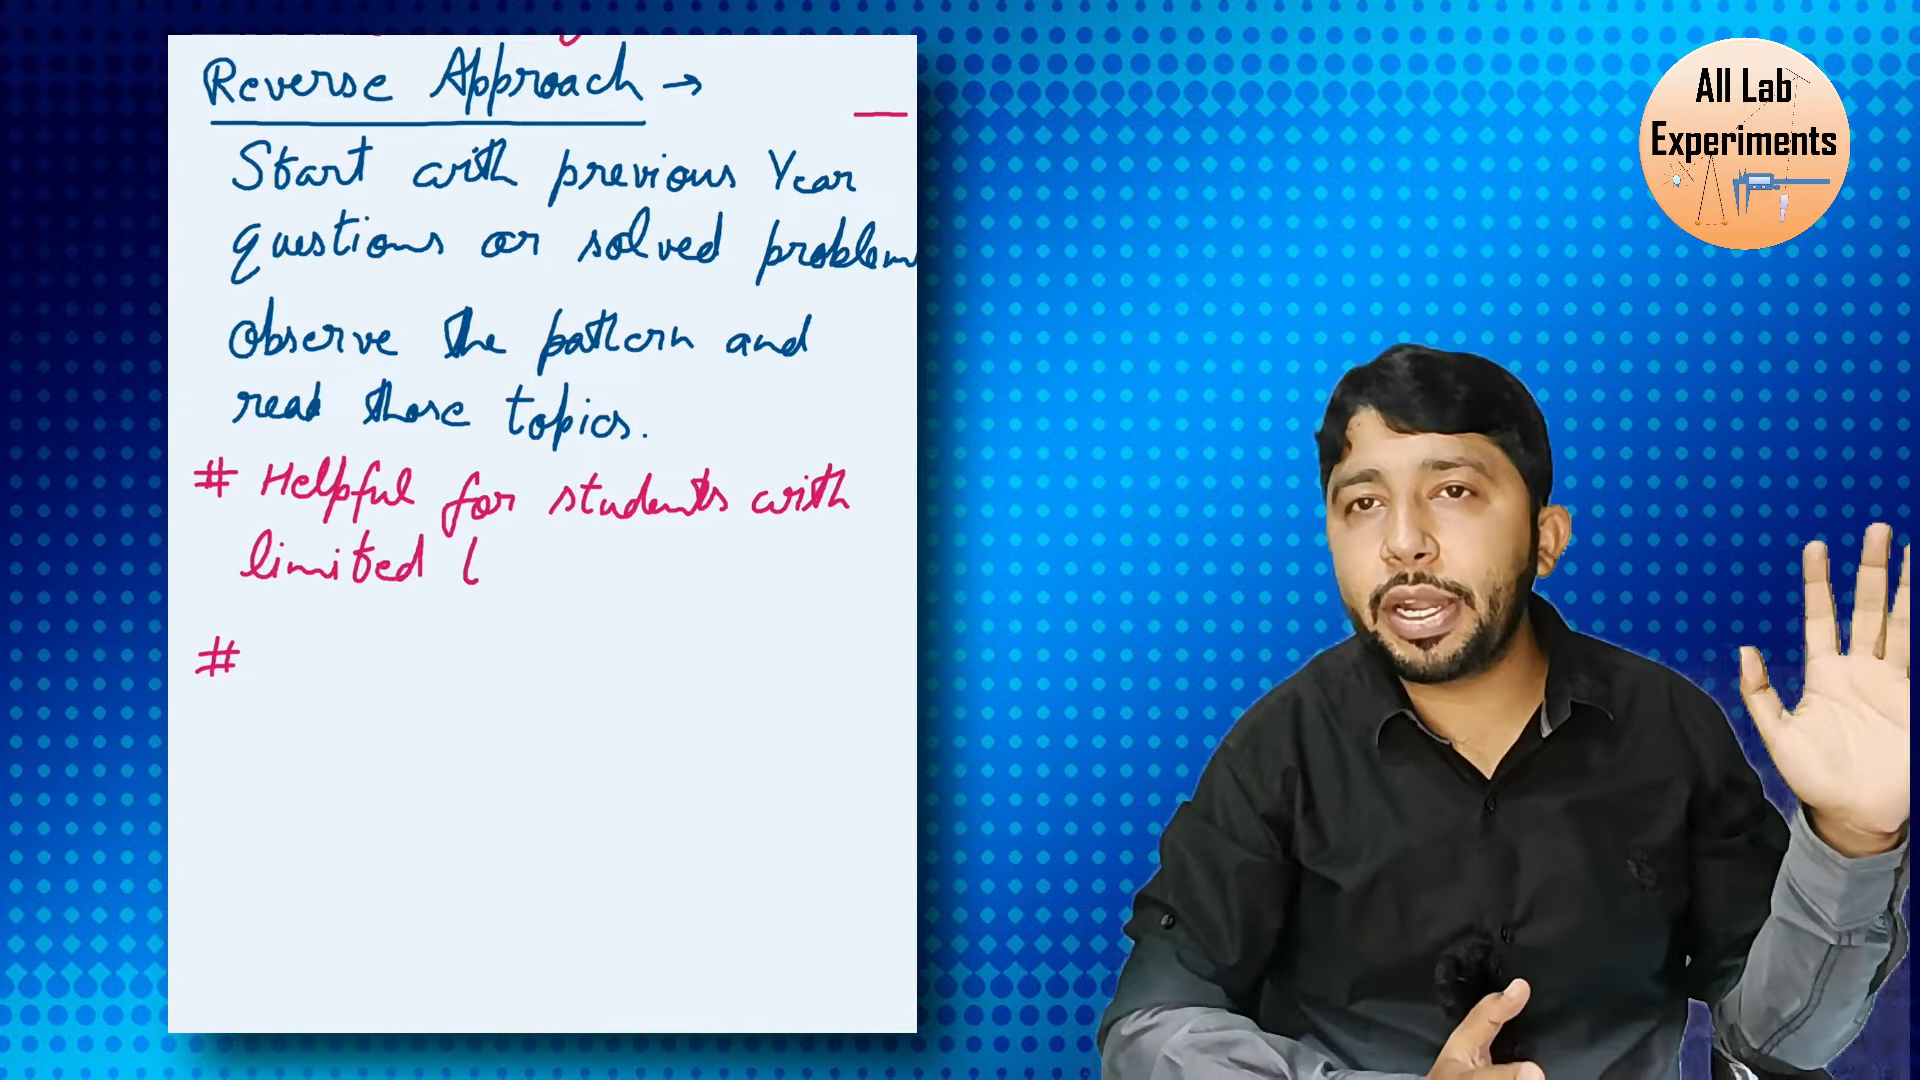 Reverse Approach →
Start with previous Year
questions or solved problem
observe the pattern and
read those topics.
# Helpful for students with
limited (
#
All Lab
Experiments